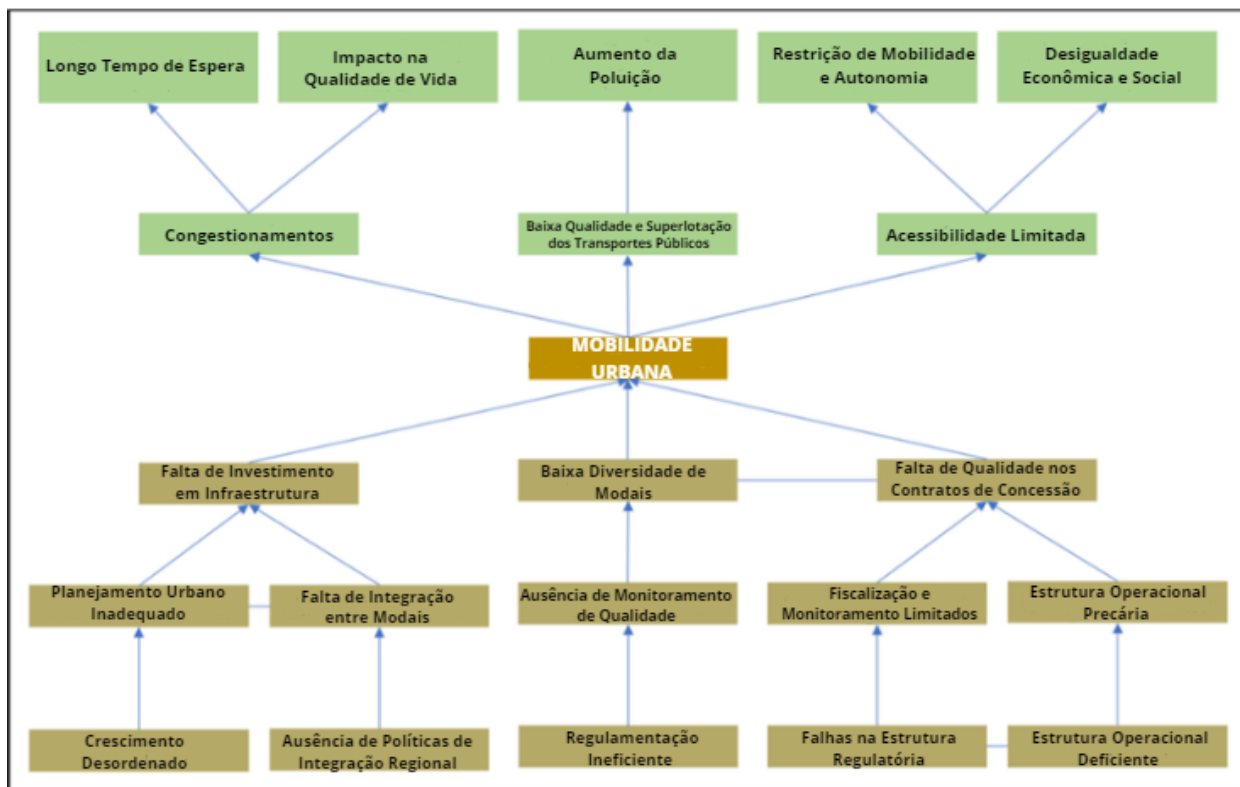 Longo Tempo de Espera
Impacto na
Qualidade de Vida
Aumento da
Poluição
Restrição de Mobilidade
e Autonomia
Desigualdade
Econômica e Social
Congestionamentos
Baixa Qualidade e Superlotação
dos Transportes Públicos
Acessibilidade Limitada
MOBILIDADE
URBANA
Falta de Investimento
em Infraestrutura
Baixa Diversidade de
Modais
Falta de Qualidade nos
Contratos de Concessão
Planejamento Urbano
Inadequado
Falta de Integração
entre Modais
Ausência de Monitoramento
de Qualidade
Fiscalização e
Monitoramento Limitados
Estrutura Operacional
Precária
Crescimento
Desordenado
Ausência de Políticas de
Integração Regional
Regulamentação
Ineficiente
Falhas na Estrutura
Regulatória
Estrutura Operacional
Deficiente